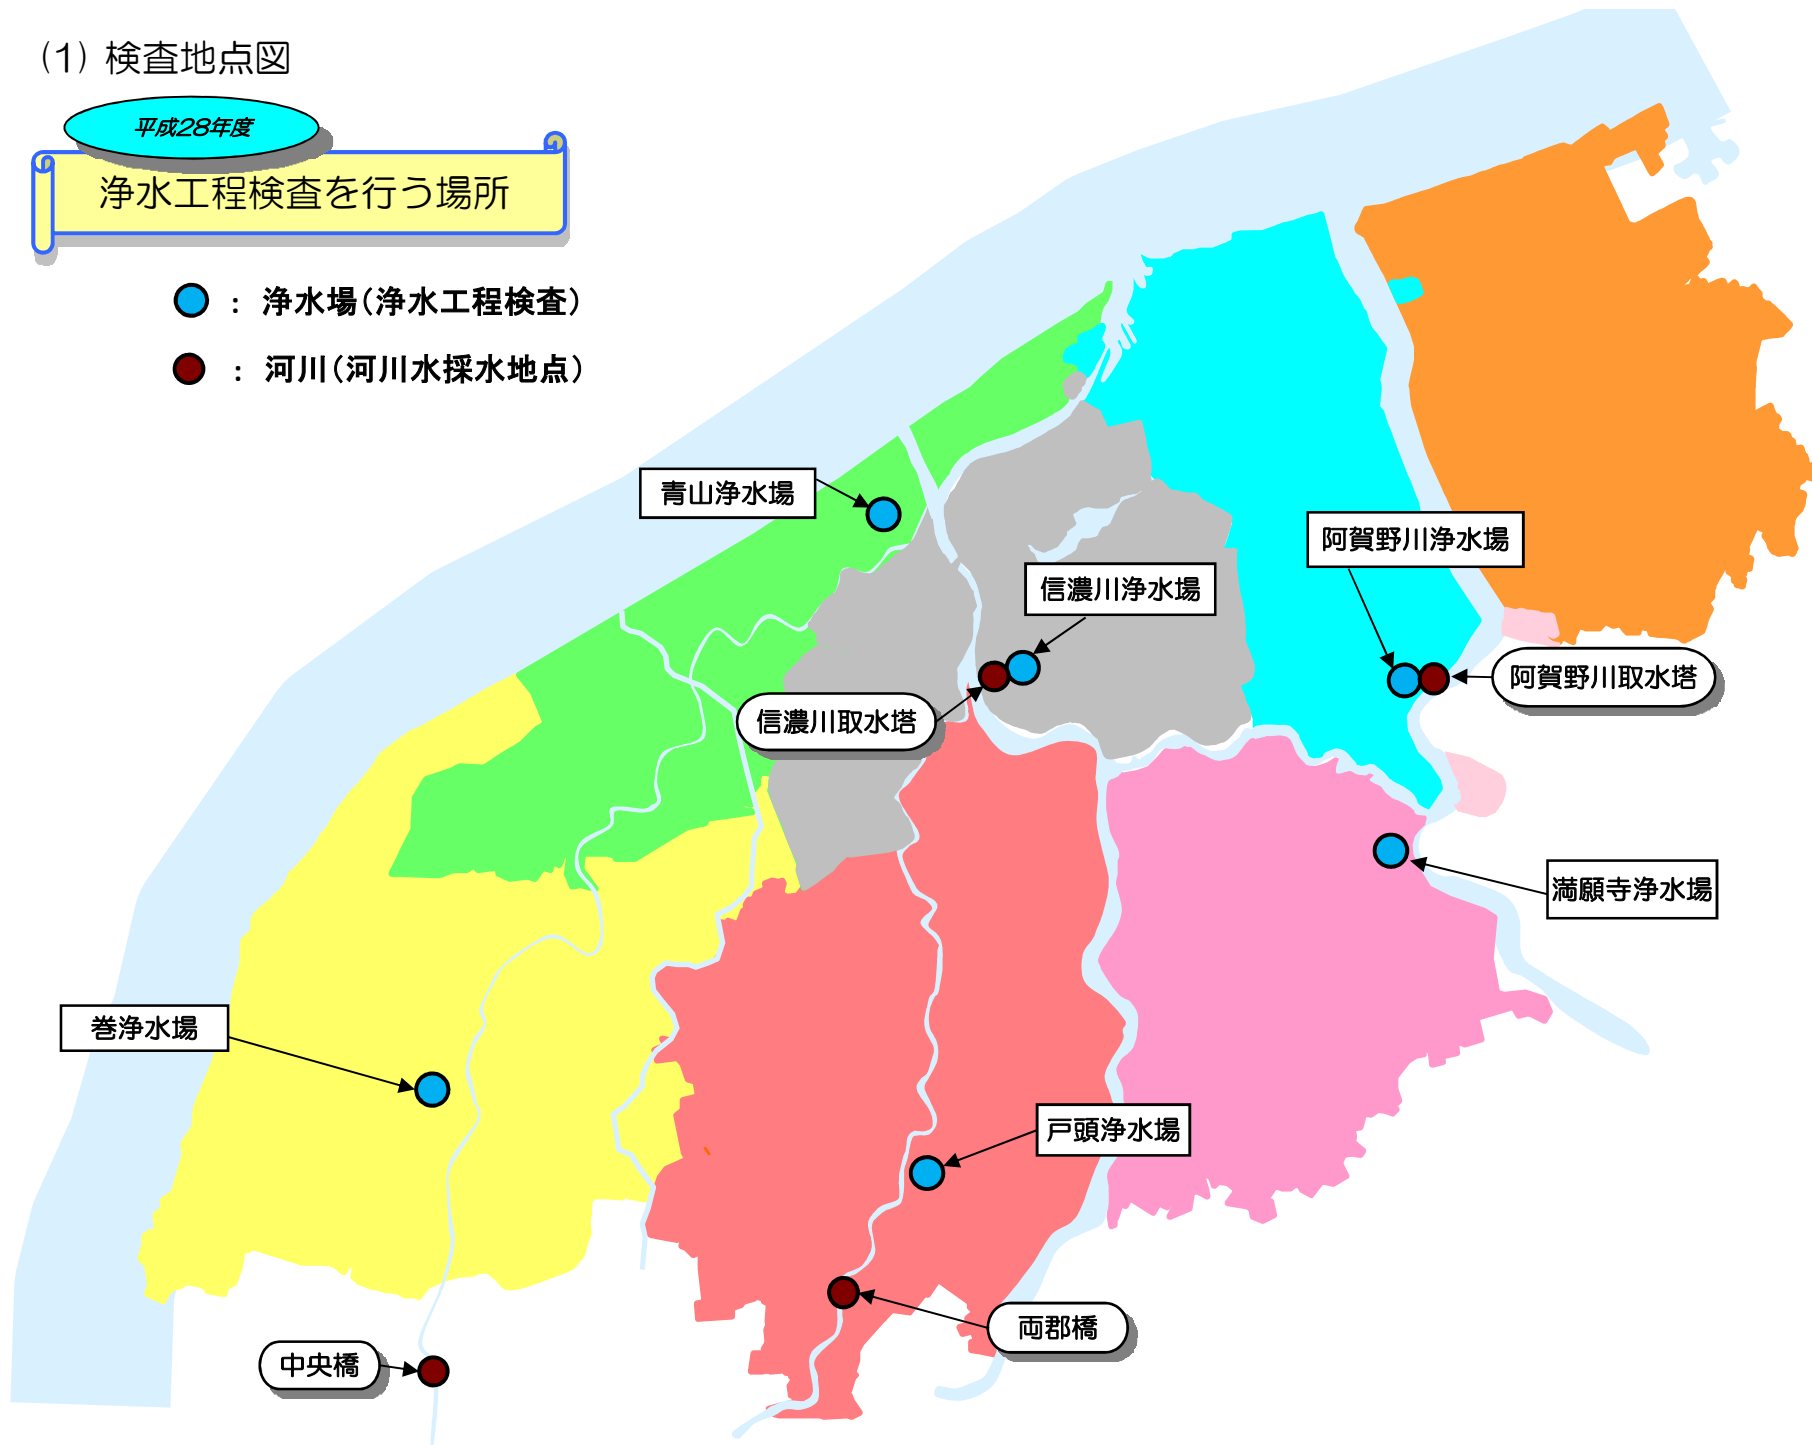 (1) 検査地点図
平成28年度
浄水工程検査を行う場所
： 浄水場（浄水工程検査）
： 河川（河川水採水地点）
青山浄水場
阿賀野川浄水場
信濃川浄水場
阿賀野川取水塔
信濃川取水塔
満願寺浄水場
巻浄水場
戸頭浄水場
両郡橋
中央橋